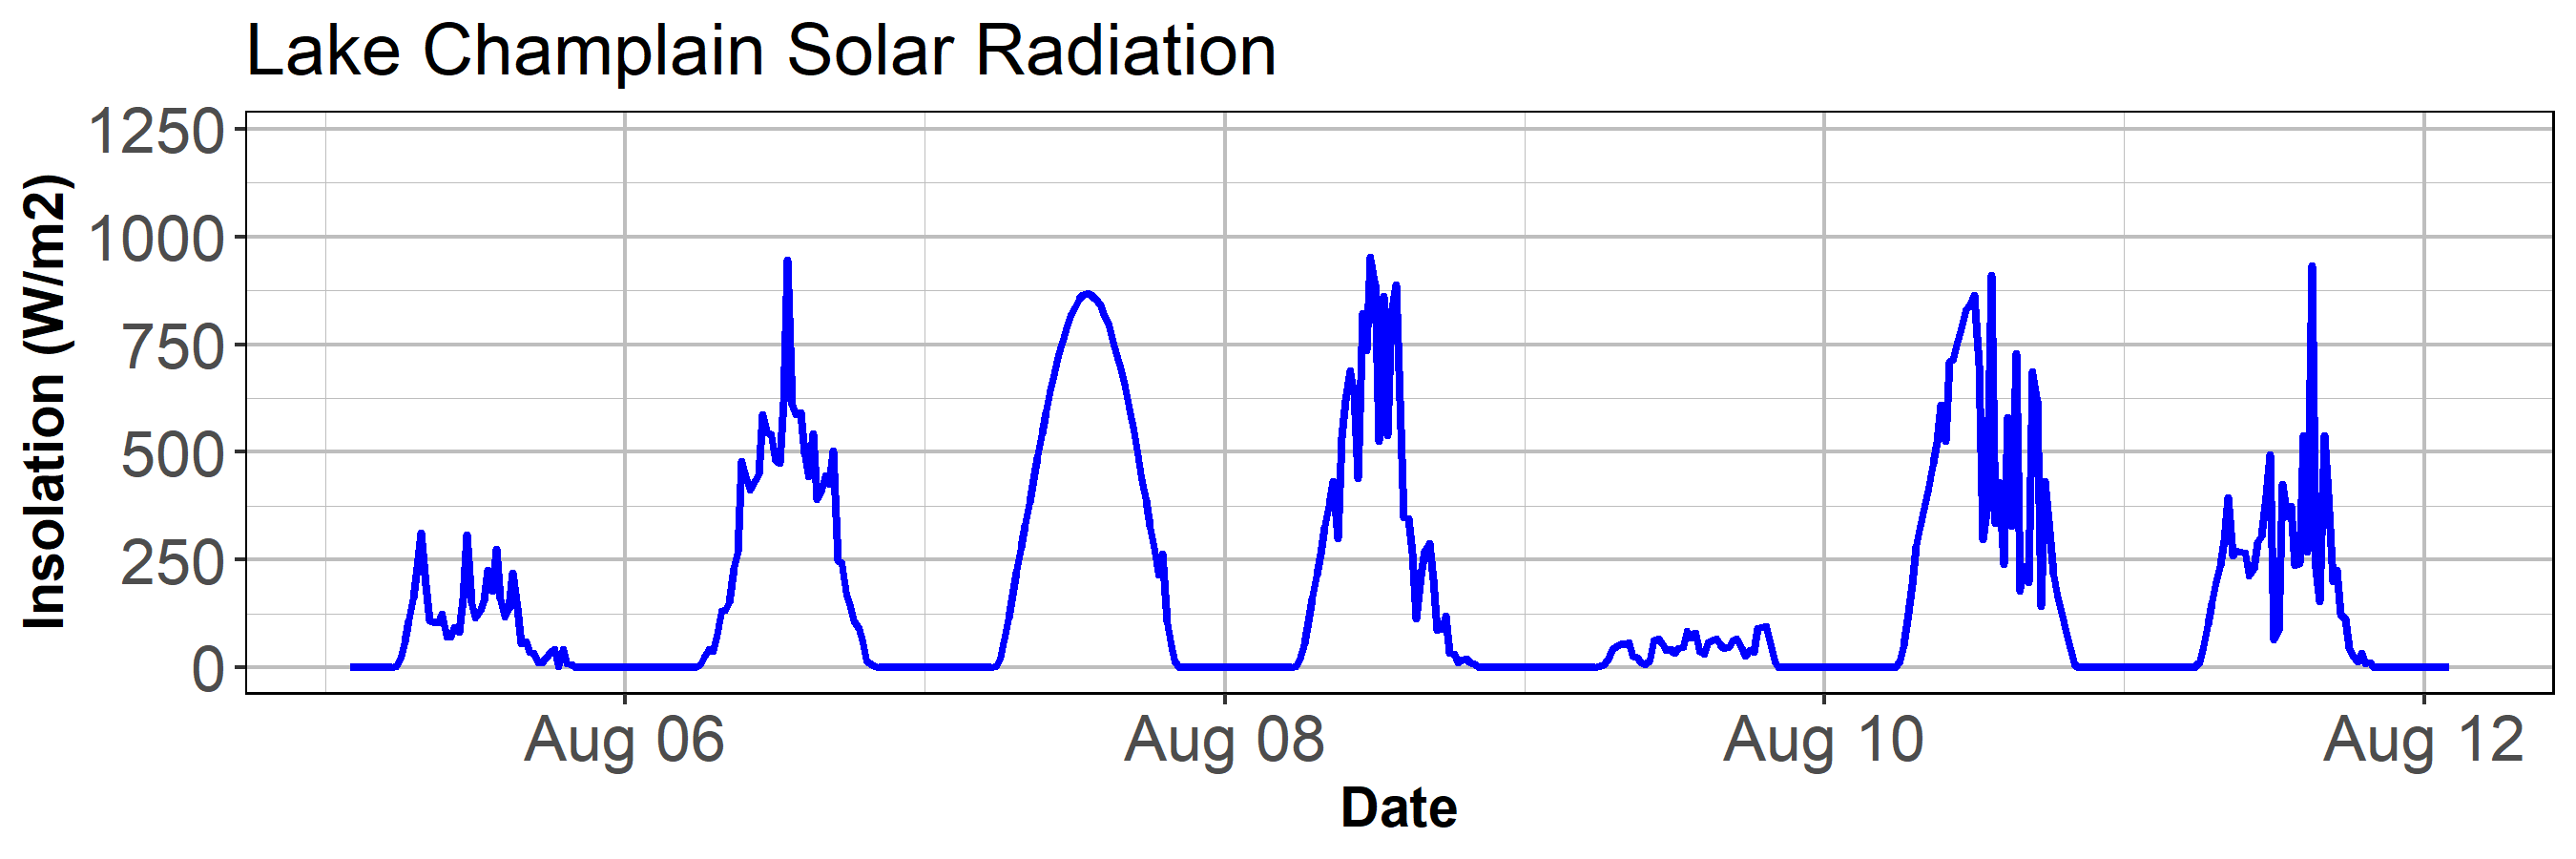 Lake Champlain Solar Radiation
Insolation (W/m2)
1250
1000
750
500
250
0
Aug 06 Aug 08 Aug 10 Aug 12
Date